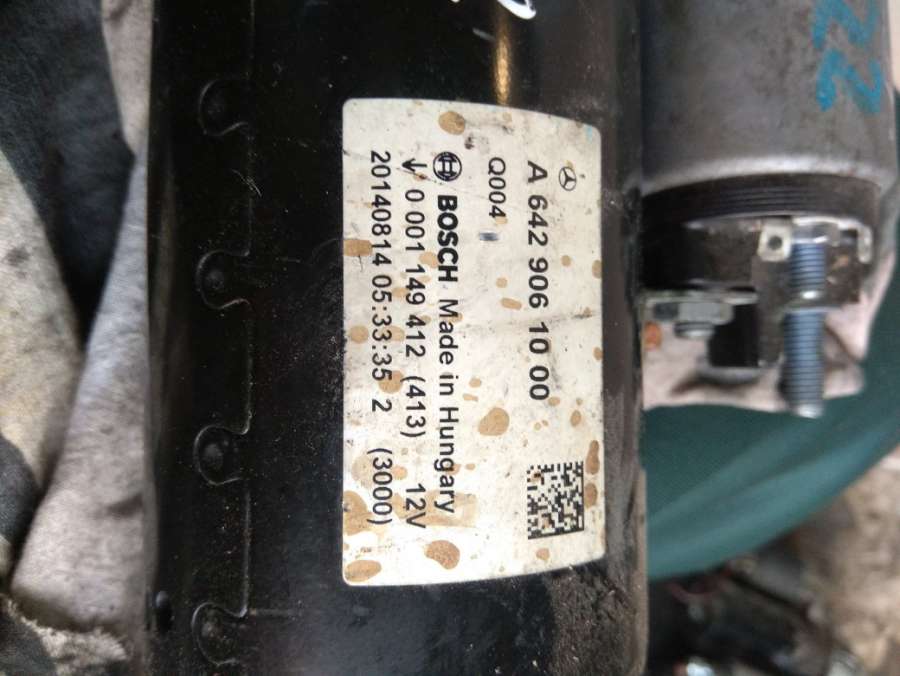 A 642 906 10 00
Q004
BOSCH Made in Hungary
↓ 0 001 149 412 (413) 12V
20140814 05:33:35 2 (3000)
22